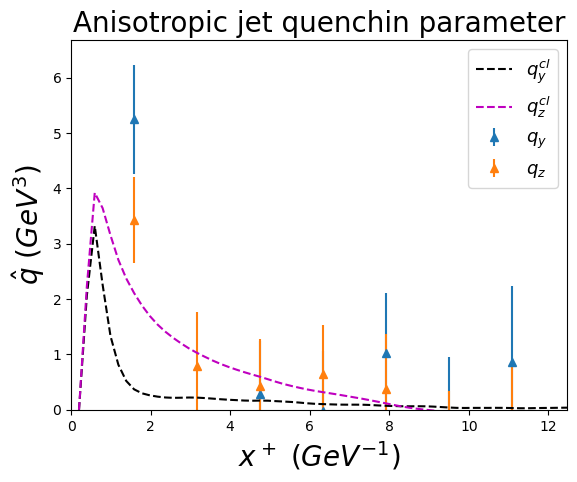 Anisotropic jet quenchin parameter
q̂ (GeV³)
6
5
4
3
2
1
0
q_y^{cl}
q_z^{cl}
q_y
q_z
0 2 4 6 8 10 12
x⁺ (GeV⁻¹)